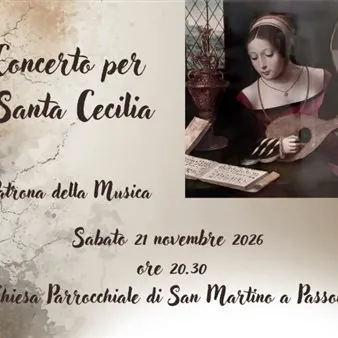 Concerto per
Santa Cecilia
Patrona della Musica
Sabato 21 novembre 2026
ore 20.30
Chiesa Parrocchiale di San Martino a Passo